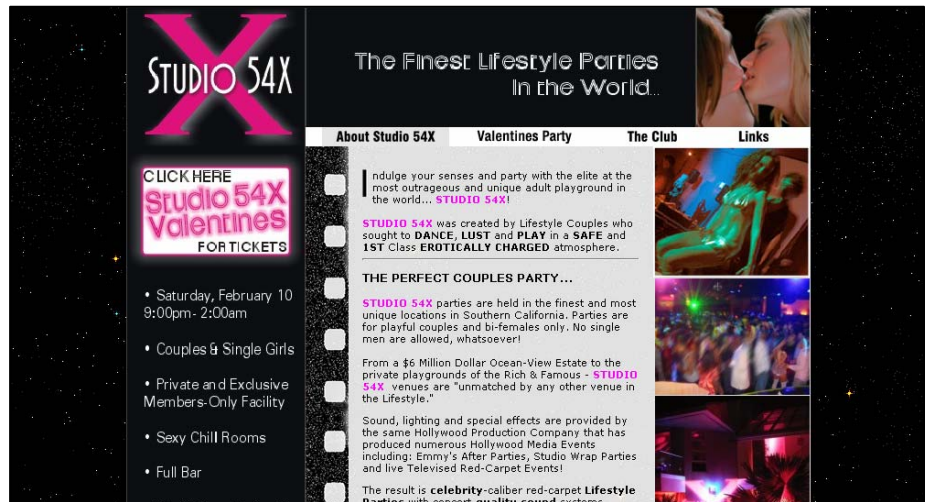 STUDIO 54X
The Finest Lifestyle Parties
In the World...
About Studio 54X
Valentines Party
The Club
Links
CLICK HERE
Studio 54X
Valentines
FOR TICKETS
• Saturday, February 10
9:00pm- 2:00am
• Couples & Single Girls
• Private and Exclusive
Members-Only Facility
• Sexy Chill Rooms
• Full Bar
Indulge your senses and party with the elite at the
most outrageous and unique adult playground in
the world... STUDIO 54X!
STUDIO 54X was created by Lifestyle Couples who
sought to DANCE, LUST and PLAY in a SAFE and
1ST Class EROTICALLY CHARGED atmosphere.
THE PERFECT COUPLES PARTY...
STUDIO 54X parties are held in the finest and most
unique locations in Southern California. Parties are
for playful couples and bi-females only. No single
men are allowed, whatsoever!
From a $6 Million Dollar Ocean-View Estate to the
private playgrounds of the Rich & Famous - STUDIO
54X venues are "unmatched by any other venue in
the Lifestyle."
Sound, lighting and special effects are provided by
the same Hollywood Production Company that has
produced numerous Hollywood Media Events
including: Emmy's After Parties, Studio Wrap Parties
and live Televised Red-Carpet Events!
The result is celebrity-caliber red-carpet Lifestyle
Parties with concert quality sound systems